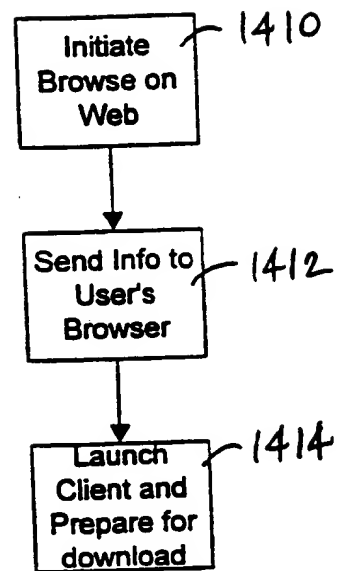 Initiate
Browse on
Web
1410
Send Info to
User's
Browser
1412
Launch
Client and
Prepare for
download
1414